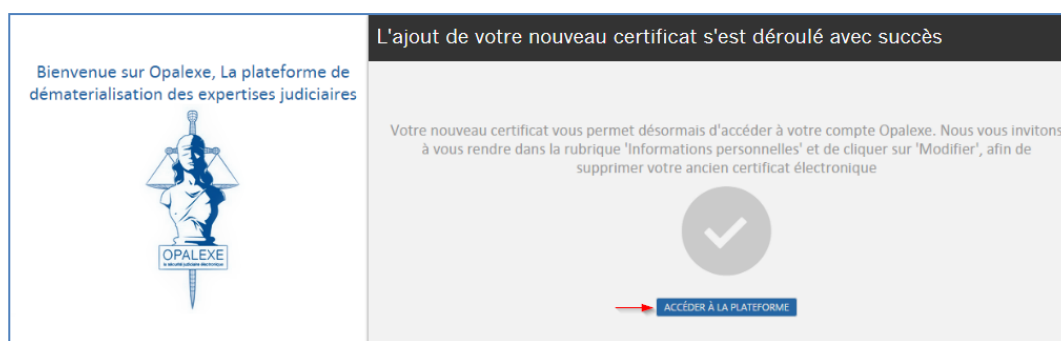 Bienvenue sur Opalexe, La plateforme de
dématerialisation des expertises judiciaires
OPALEXE
L'ajout de votre nouveau certificat s'est déroulé avec succès
Votre nouveau certificat vous permet désormais d'accéder à votre compte Opalexe. Nous vous invitons
à vous rendre dans la rubrique 'Informations personnelles' et de cliquer sur 'Modifier', afin de
supprimer votre ancien certificat électronique
ACCÉDER À LA PLATEFORME